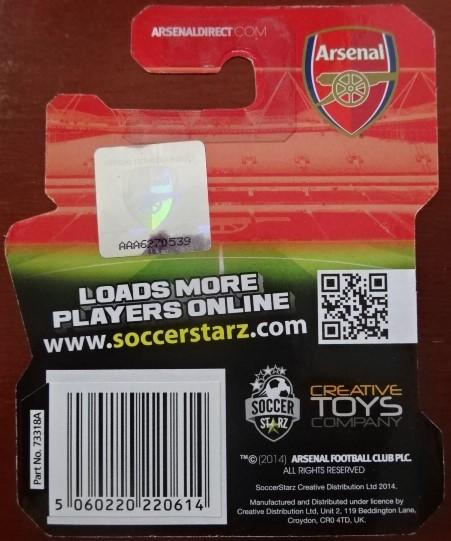 ARSENALDIRECT.COM
Arsenal
AAA6270539
LOADS MORE
PLAYERS ONLINE
www.soccerstarz.com
SOCCER
STARZ
CREATIVE
TOYS
COMPANY
Part No. 73318A
5 060220 220614
™©(2014) ARSENAL FOOTBALL CLUB PLC.
ALL RIGHTS RESERVED
SoccerStarz Creative Distribution Ltd 2014.
Manufactured and Distributed under licence by
Creative Distribution Ltd, Unit 2, 119 Beddington Lane,
Croydon, CR0 4TD, UK.